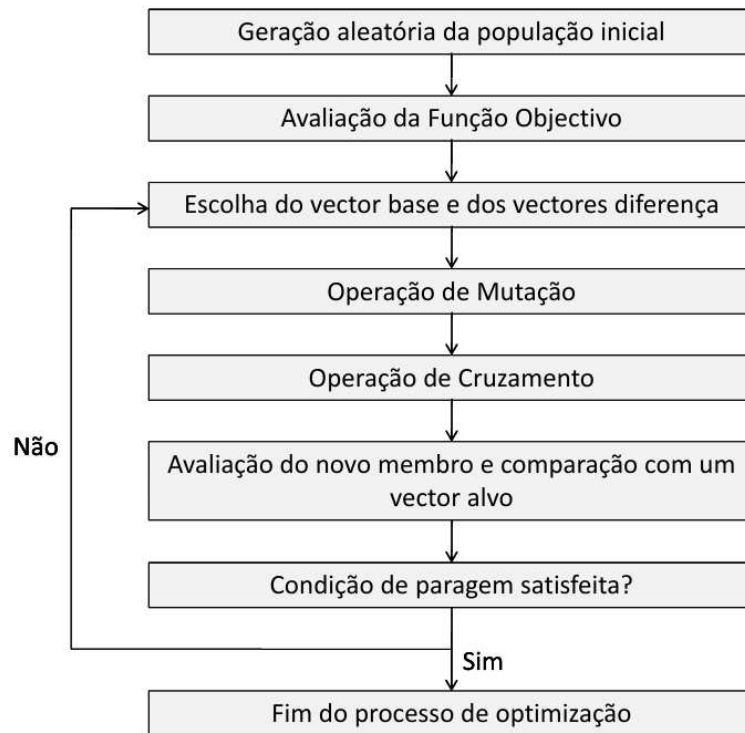 Geração aleatória da população inicial
Avaliação da Função Objectivo
Escolha do vector base e dos vectores diferença
Operação de Mutação
Operação de Cruzamento
Não
Avaliação do novo membro e comparação com um
vector alvo
Condição de paragem satisfeita?
Sim
Fim do processo de optimização